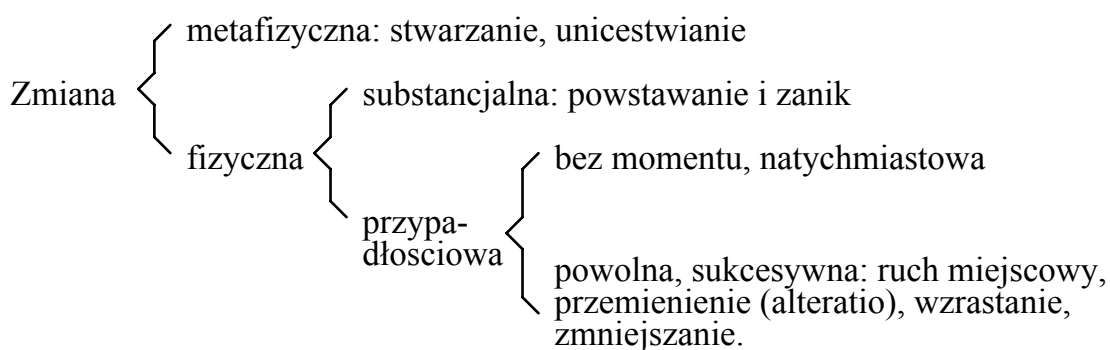 metafizyczna: stwarzanie, unicestwianie
Zmiana
substancjalna: powstawanie i zanik
fizyczna
bez momentu, natychmiastowa
przypa-
dłosciowa
powolna, sukcesywna: ruch miejscowy,
przemienienie (alteratio), wzrastanie,
zmniejszanie.